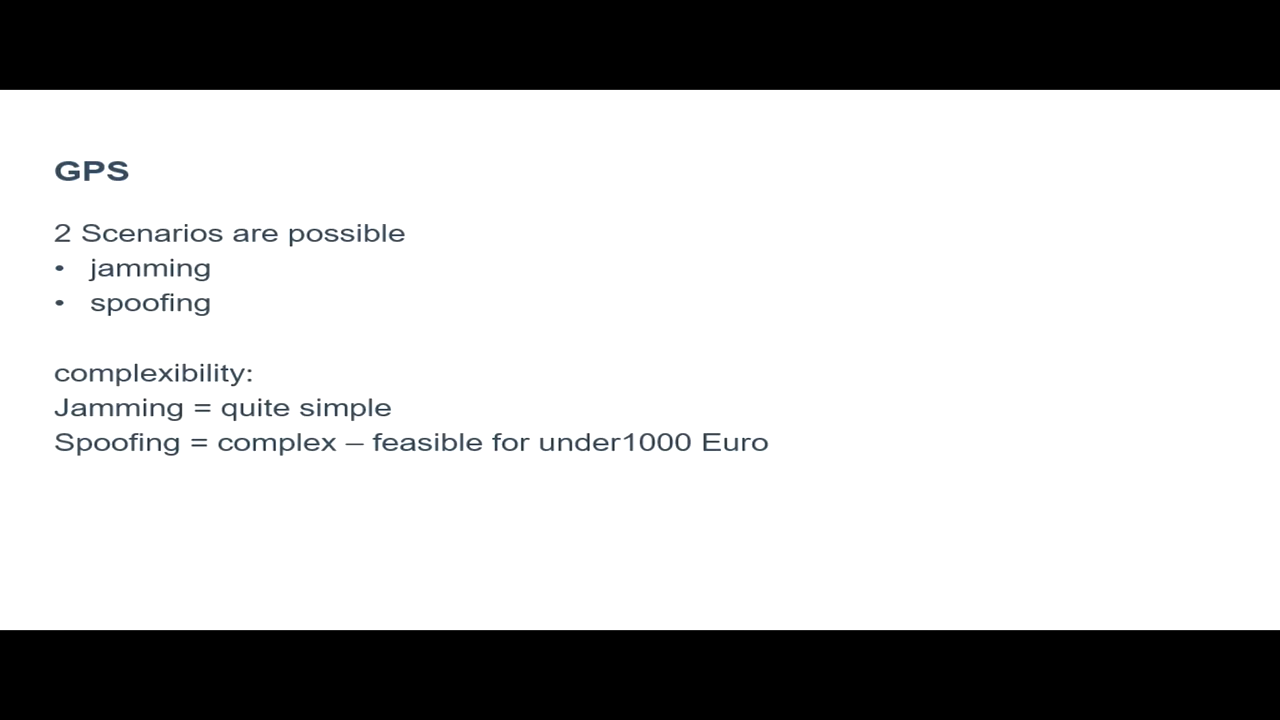 GPS
2 Scenarios are possible
• jamming
• spoofing
complexibility:
Jamming = quite simple
Spoofing = complex – feasible for under1000 Euro